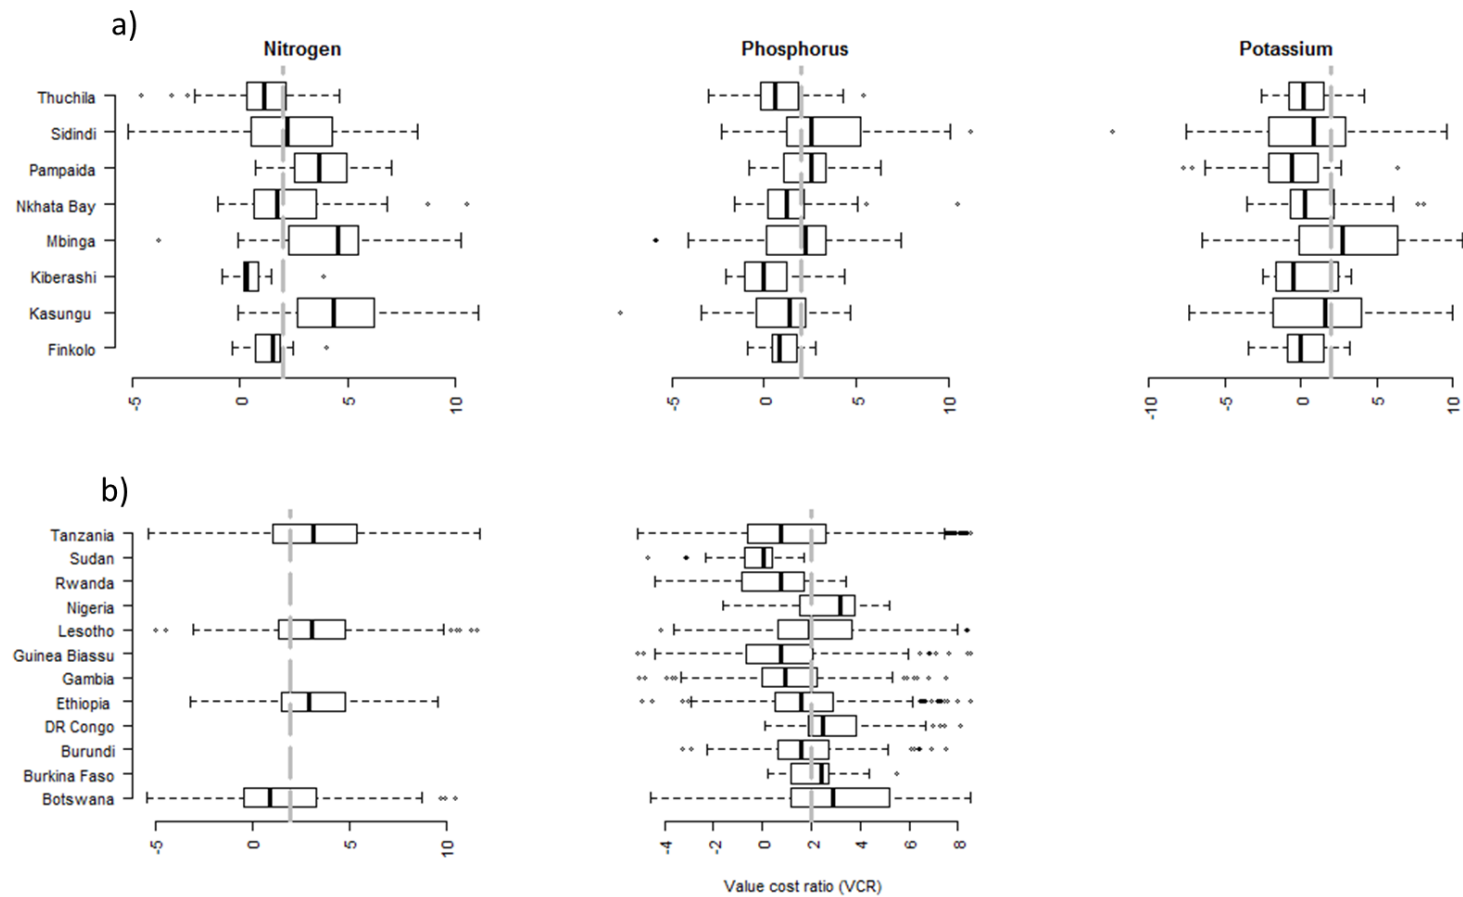 a)
Nitrogen Phosphorus Potassium
Thuchila
Sidindi
Pampaida
Nkhata Bay
Mbinga
Kiberashi
Kasungu
Finkolo
-5 0 5 10 -5 0 5 10 -10 -5 0 5 10
b)
Tanzania
Sudan
Rwanda
Nigeria
Lesotho
Guinea Biassu
Gambia
Ethiopia
DR Congo
Burundi
Burkina Faso
Botswana
-5 0 5 10 -4 -2 0 2 4 6 8
Value cost ratio (VCR)